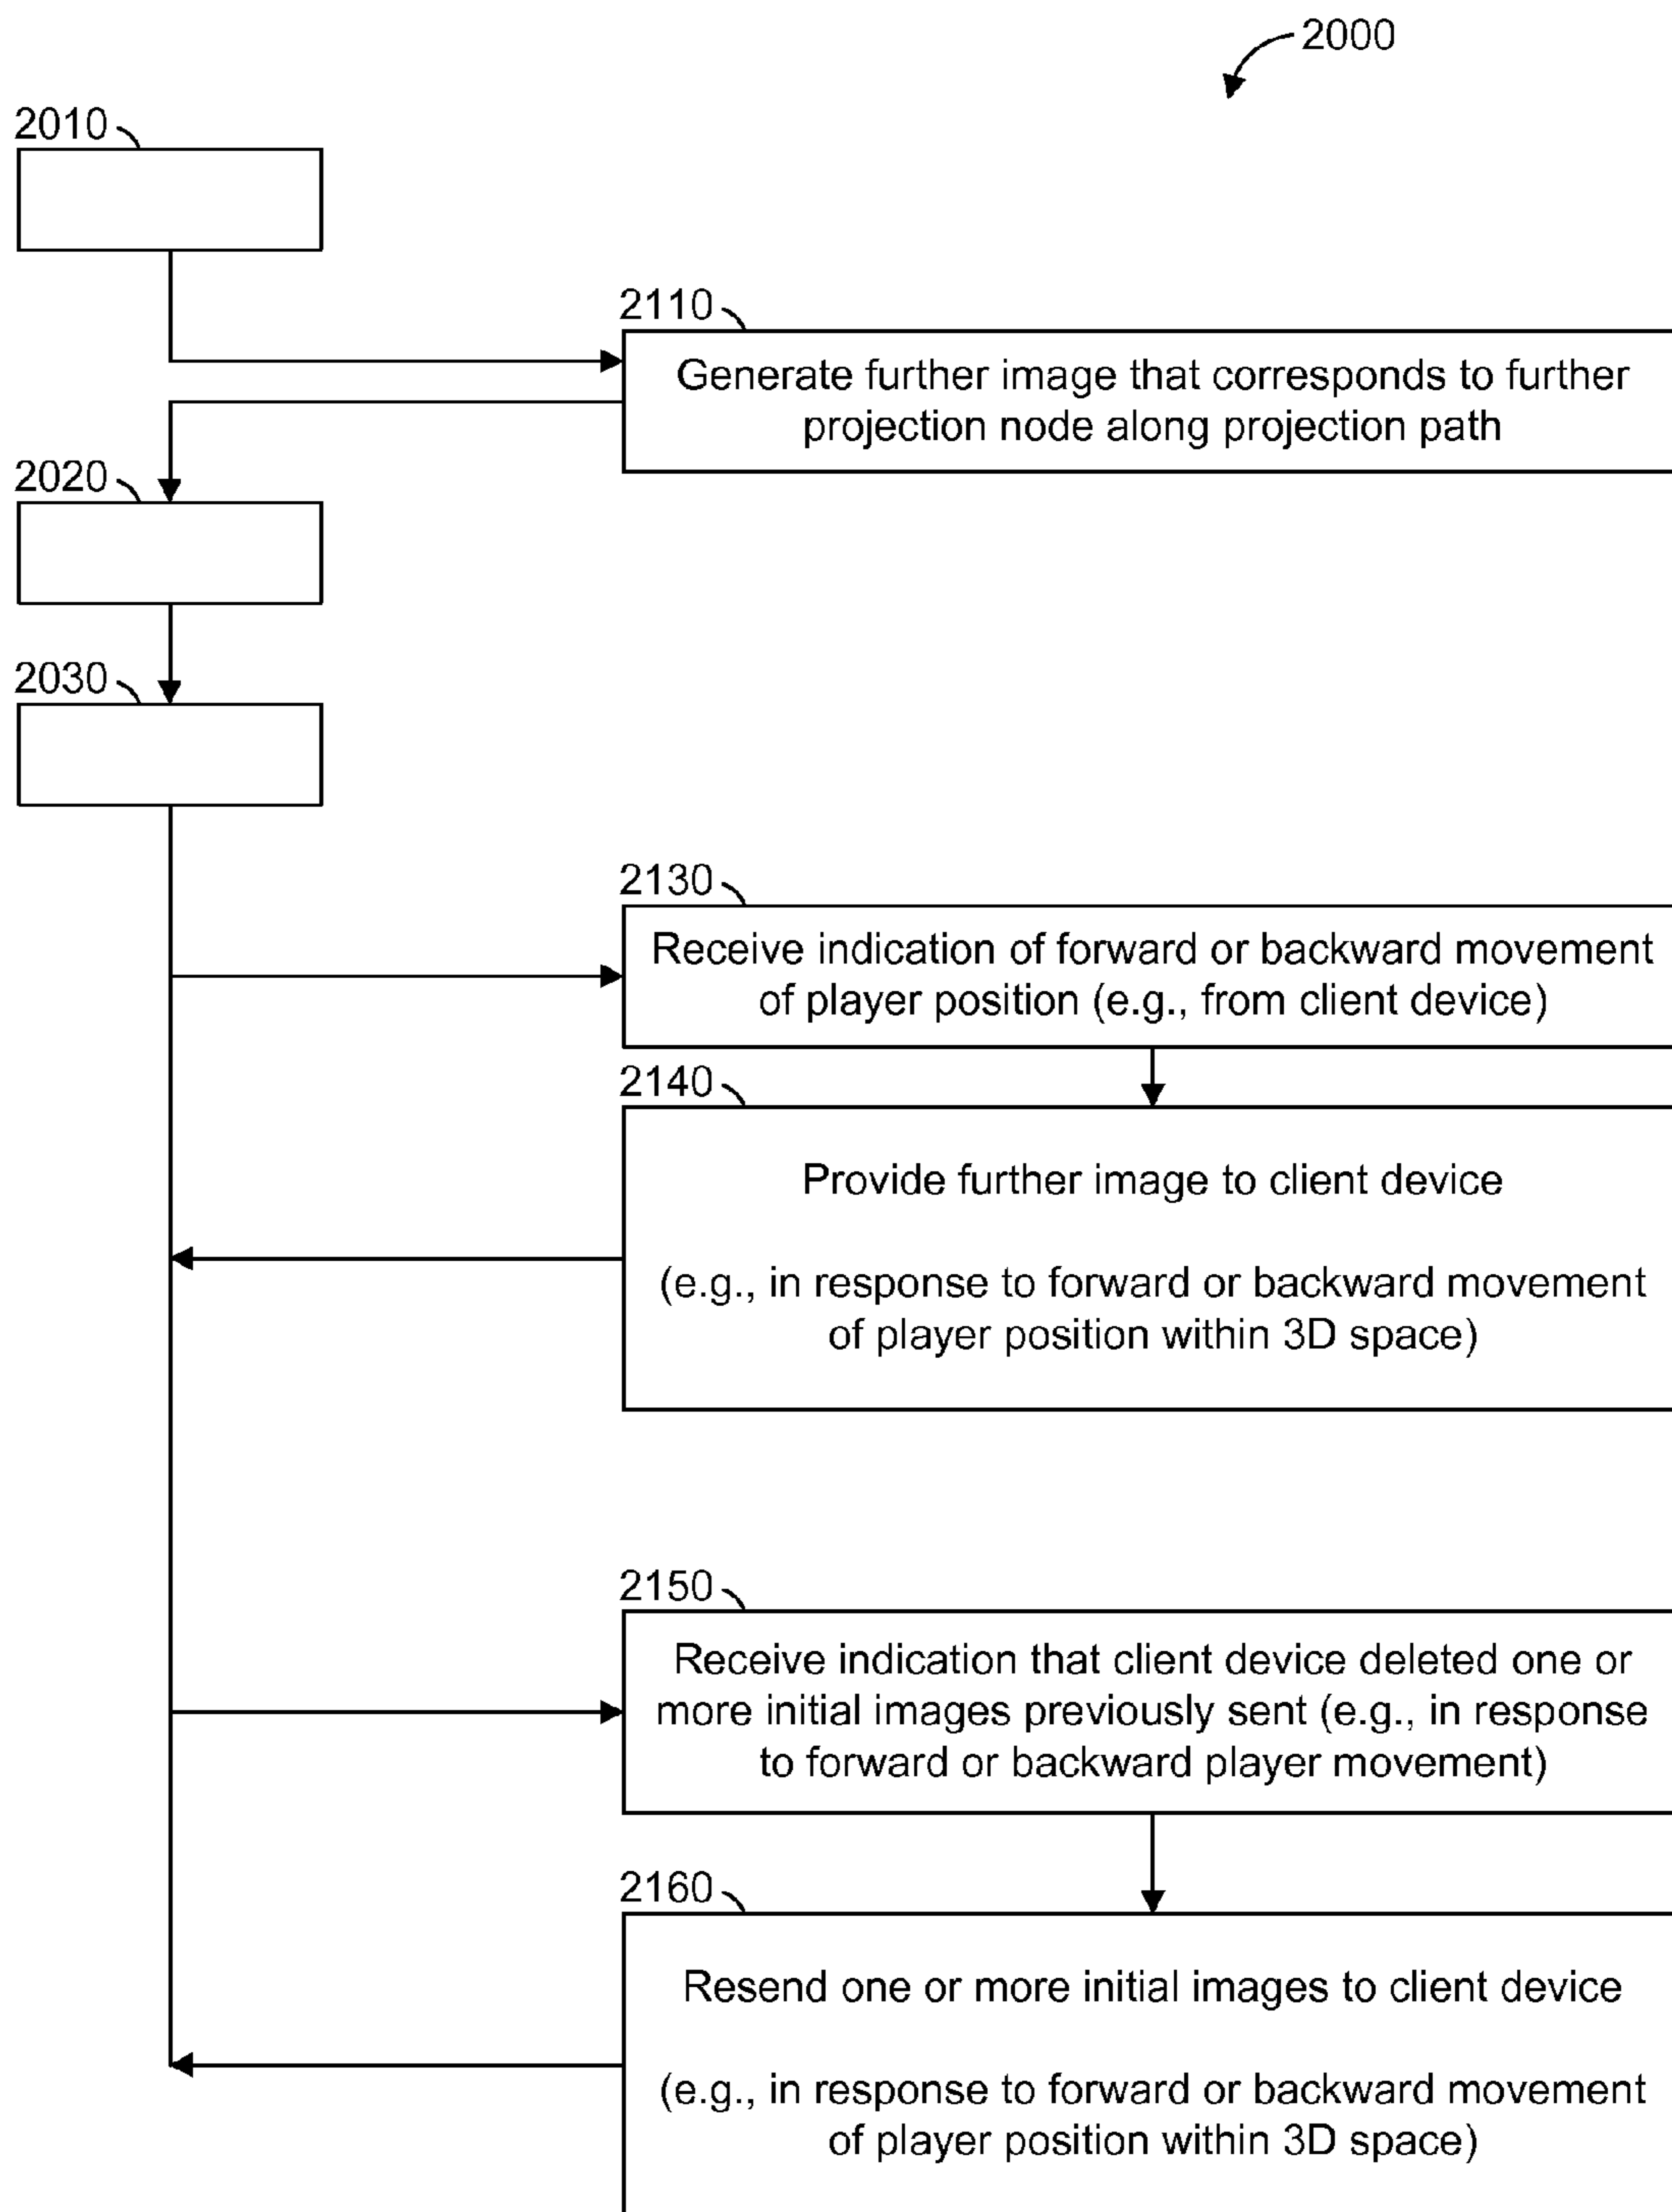 2000
2010
2110
Generate further image that corresponds to further
projection node along projection path
2020
2030
2130
Receive indication of forward or backward movement
of player position (e.g., from client device)
2140
Provide further image to client device
(e.g., in response to forward or backward movement
of player position within 3D space)
2150
Receive indication that client device deleted one or
more initial images previously sent (e.g., in response
to forward or backward player movement)
2160
Resend one or more initial images to client device
(e.g., in response to forward or backward movement
of player position within 3D space)